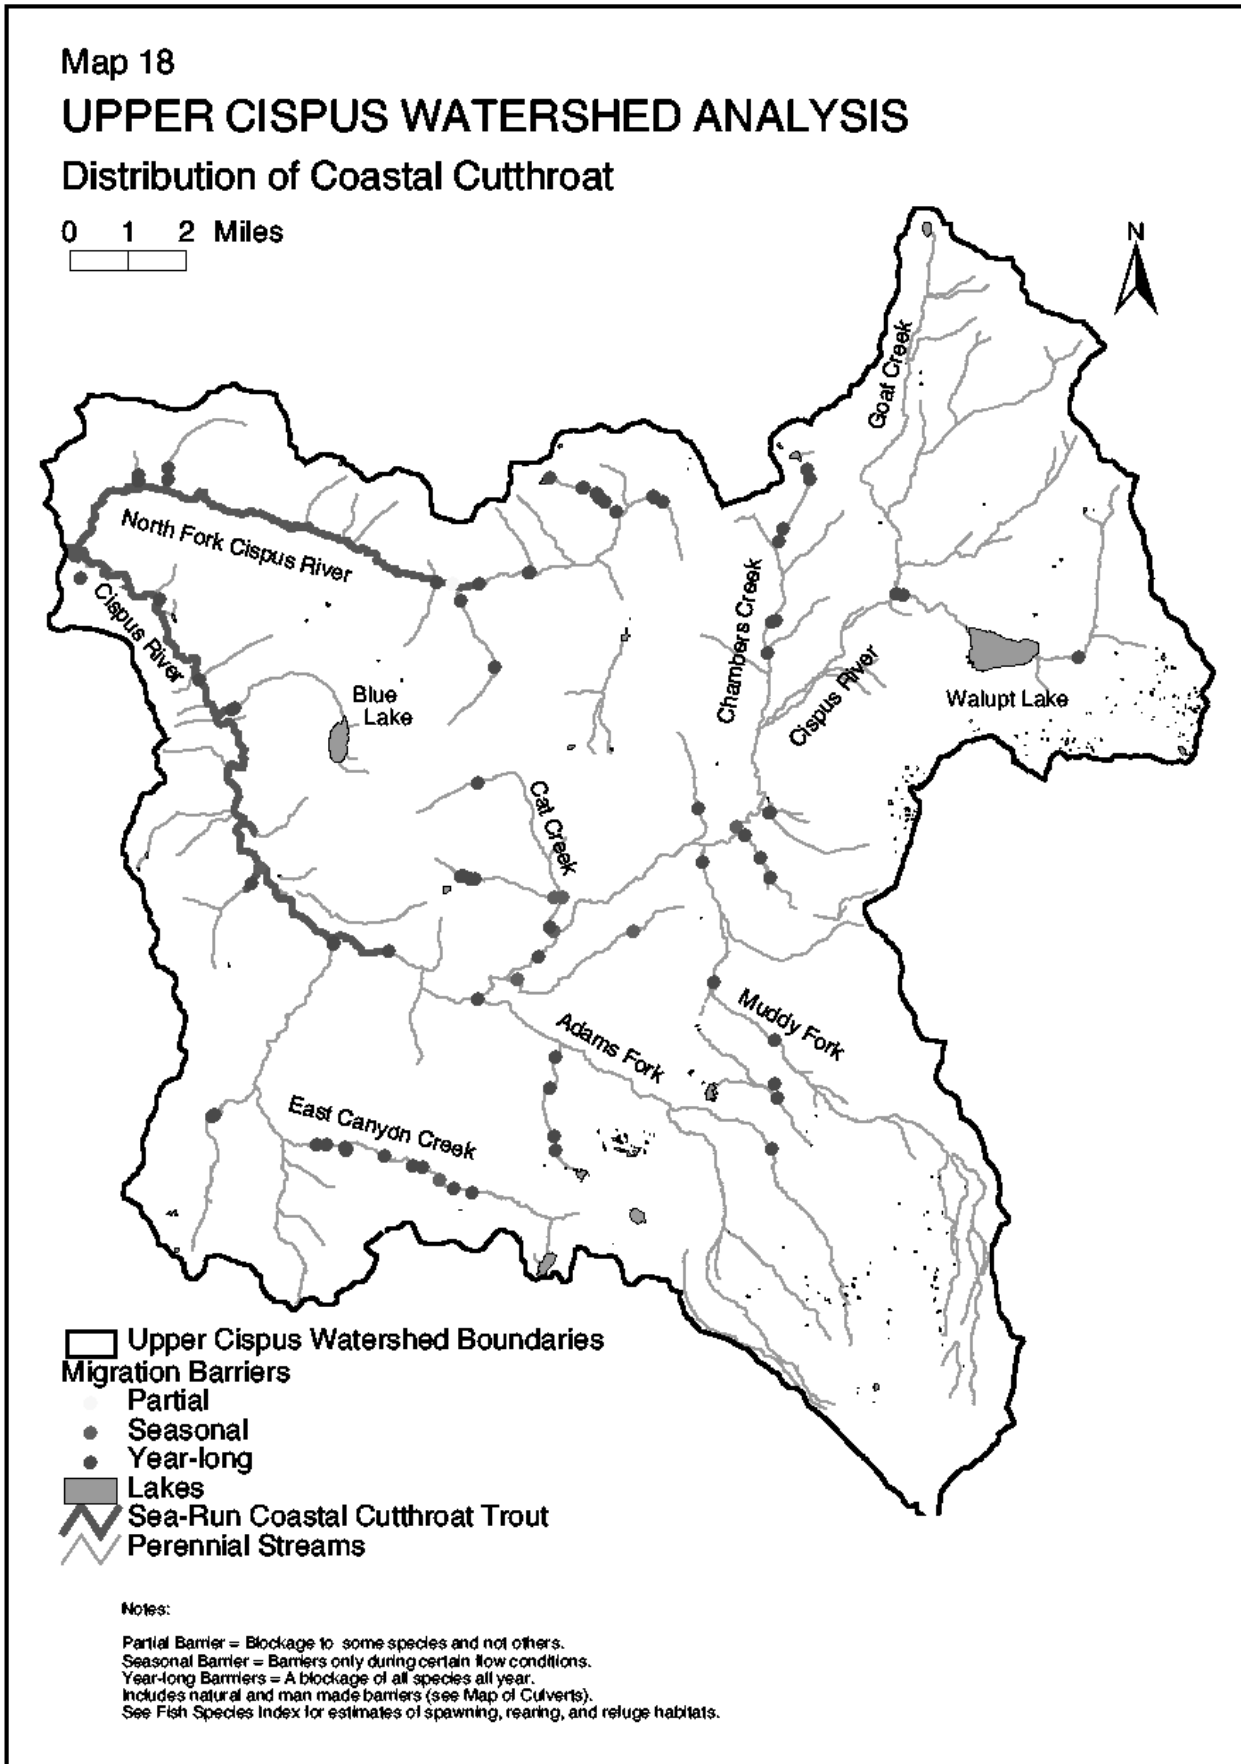 Map 18
UPPER CISPUS WATERSHED ANALYSIS
Distribution of Coastal Cutthroat
0 1 2 Miles
N
Goat Creek
North Fork Cispus River
Cispus River
Chambers Creek
Cispus River
Walupt Lake
Blue
Lake
Cat Creek
Muddy Fork
Adams Fork
East Canyon Creek
Upper Cispus Watershed Boundaries
Migration Barriers
Partial
Seasonal
Year-long
Lakes
Sea-Run Coastal Cutthroat Trout
Perennial Streams
Notes:
Partial Barrier = Blockage to some species and not others.
Seasonal Barrier = Barriers only during certain flow conditions.
Year-long Barrriers = A blockage of all species all year.
Includes natural and man made barriers (see Map of Culverts).
See Fish Species Index for estimates of spawning, rearing, and refuge habitats.